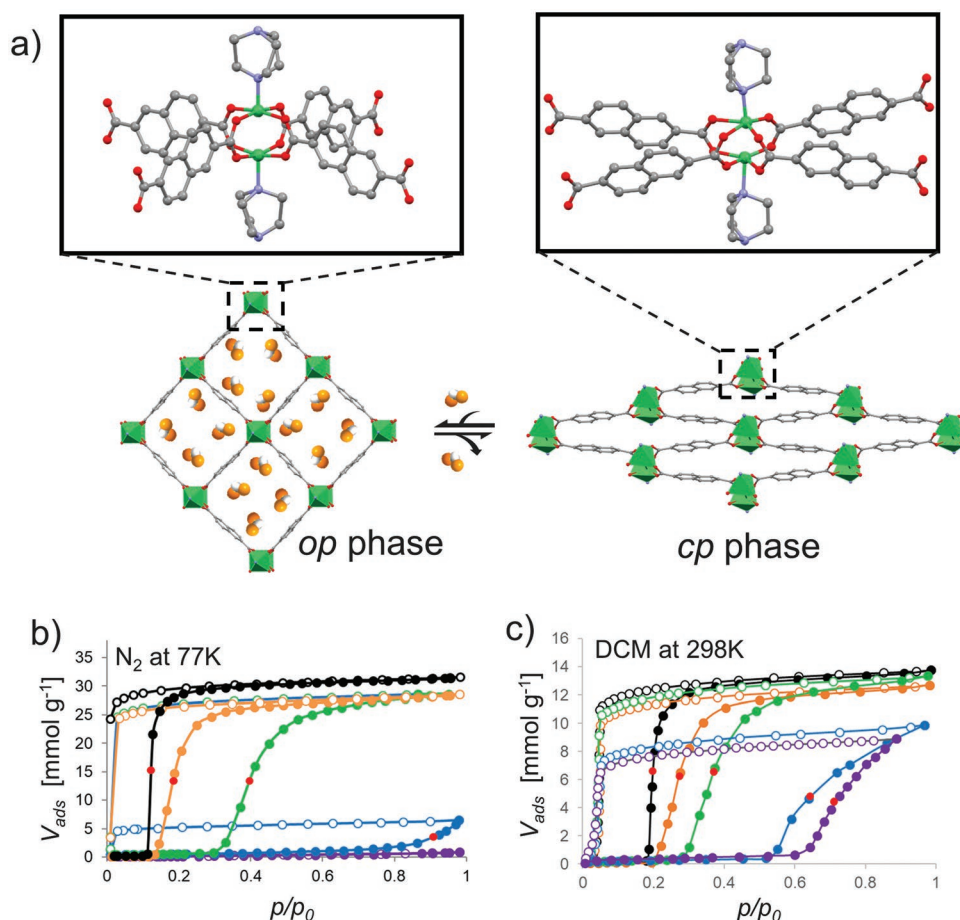 a)
op phase
cp phase
b)
N₂ at 77K
V_ads [mmol g⁻¹]
35
30
25
20
15
10
5
0
0 0.2 0.4 0.6 0.8 1
p/p₀
c)
DCM at 298K
V_ads [mmol g⁻¹]
16
14
12
10
8
6
4
2
0
0 0.2 0.4 0.6 0.8 1
p/p₀